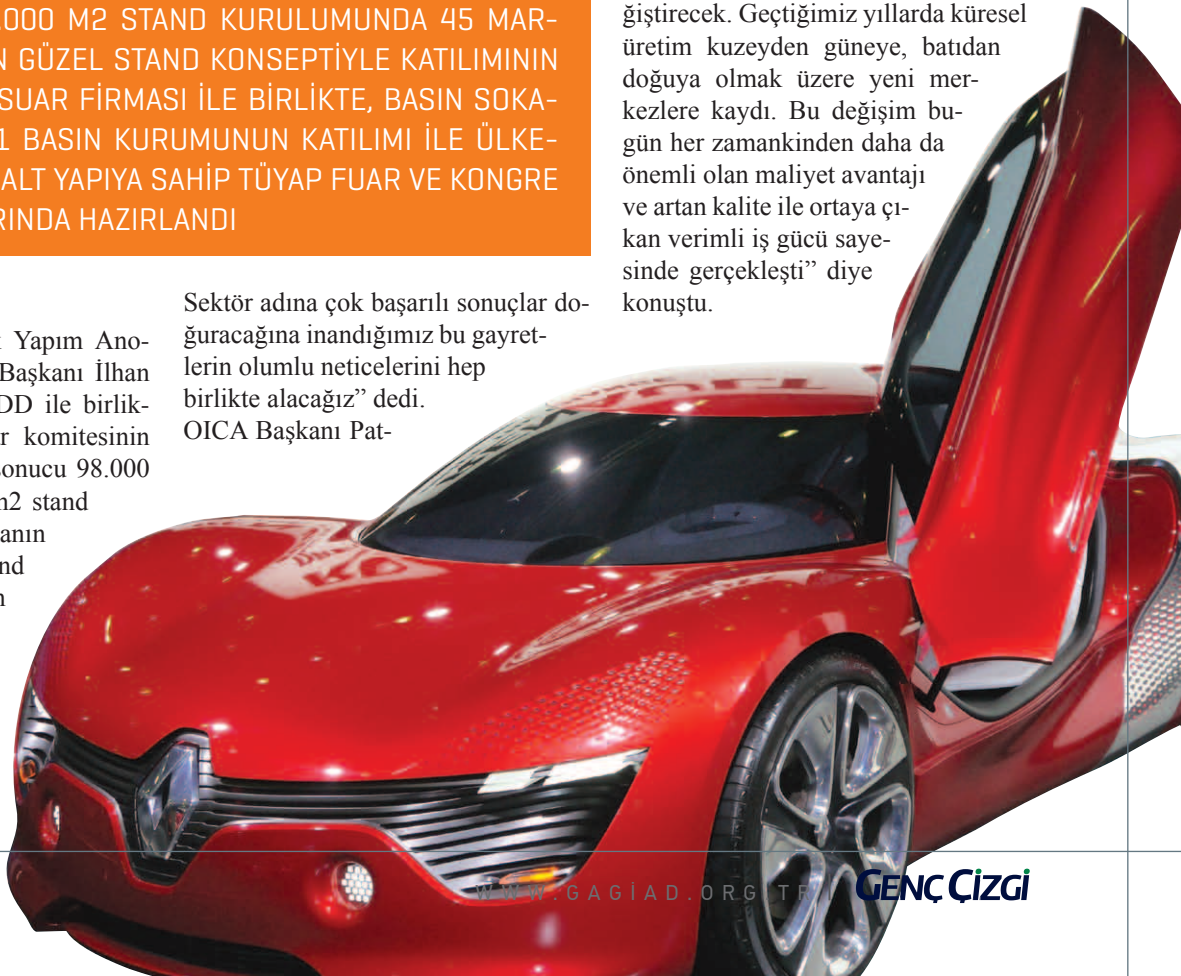 .000 M2 STAND KURULUMUNDA 45 MAR-
N GÜZEL STAND KONSEPTİYLE KATILIMININ
SUAR FİRMASI İLE BİRLİKTE, BASIN SOKA-
1 BASIN KURUMUNUN KATILIMI İLE ÜLKE-
ALT YAPIYA SAHİP TÜYAP FUAR VE KONGRE
RINDA HAZIRLANDI
Yapım Ano-
Başkanı İlhan
DD ile birlik-
r komitesinin
sonucu 98.000
m2 stand
anın
nd
n
Sektör adına çok başarılı sonuçlar do-
ğuracağına inandığımız bu gayret-
lerin olumlu neticelerini hep
birlikte alacağız” dedi.
OICA Başkanı Pat-
ğiştirecek. Geçtiğimiz yıllarda küresel
üretim kuzeyden güneye, batıdan
doğuya olmak üzere yeni mer-
kezlere kaydı. Bu değişim bu-
gün her zamankinden daha da
önemli olan maliyet avantajı
ve artan kalite ile ortaya çı-
kan verimli iş gücü saye-
sinde gerçekleşti” diye
konuştu.
WWW.GAGİAD.ORG.TR | GENÇ ÇİZGİ